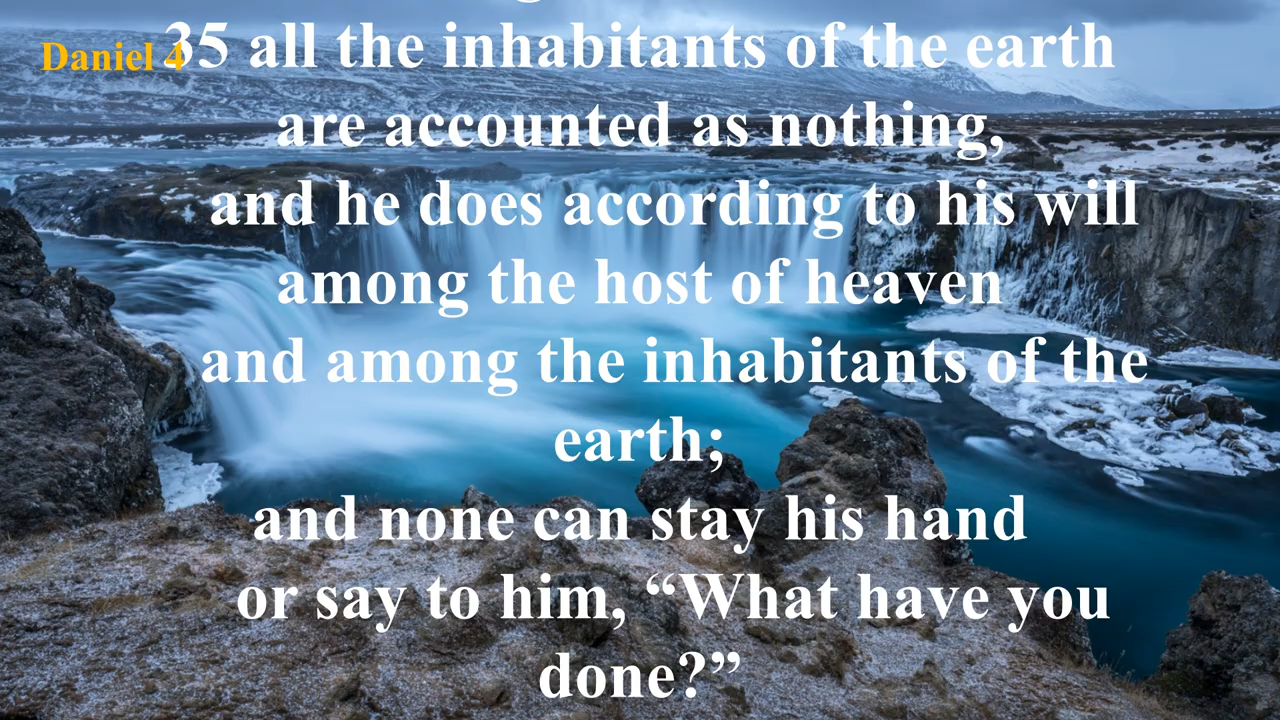 Daniel 4
35 all the inhabitants of the earth
are accounted as nothing,
and he does according to his will
among the host of heaven
and among the inhabitants of the
earth;
and none can stay his hand
or say to him, “What have you
done?”